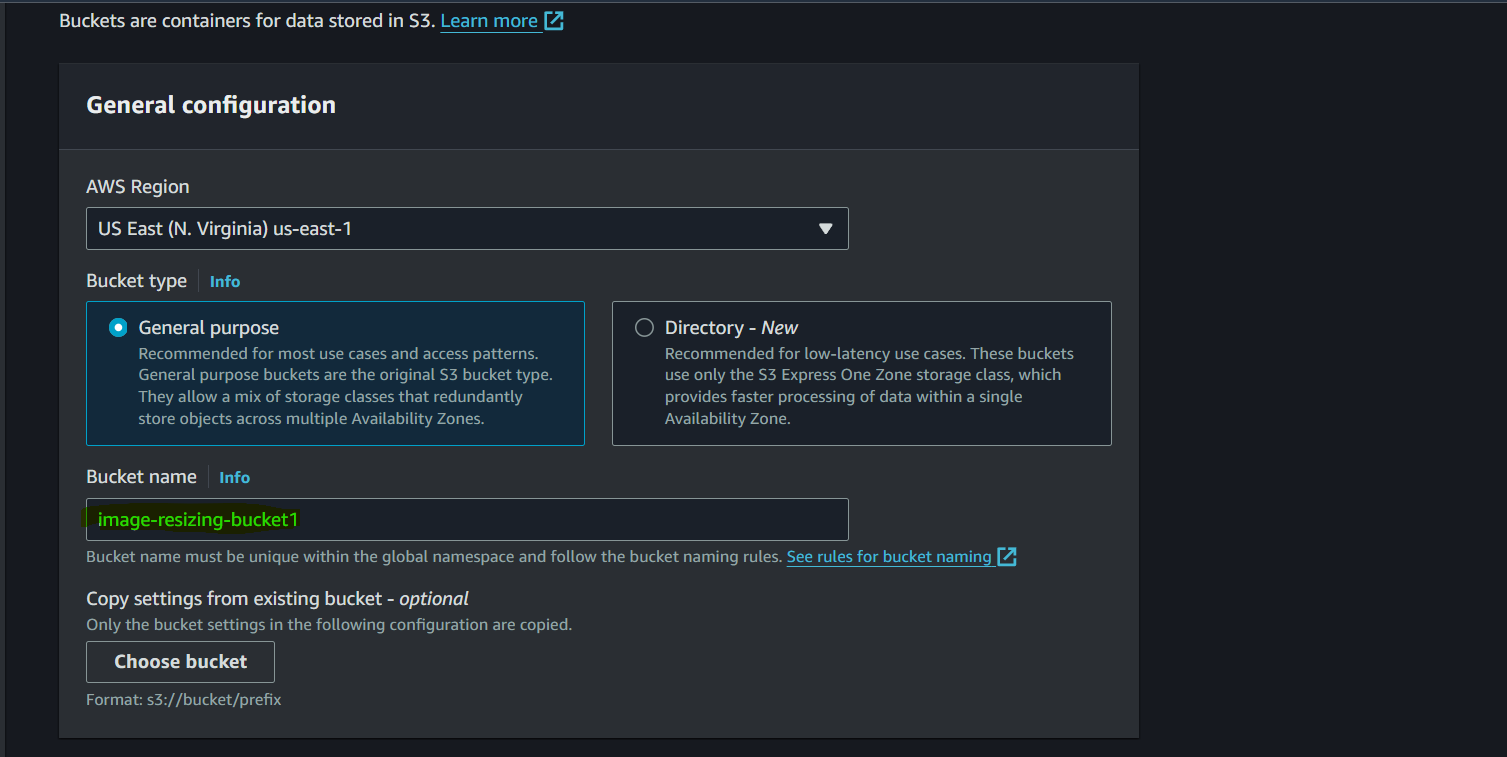 Buckets are containers for data stored in S3. Learn more
General configuration
AWS Region
US East (N. Virginia) us-east-1
Bucket type Info
General purpose
Recommended for most use cases and access patterns.
General purpose buckets are the original S3 bucket type.
They allow a mix of storage classes that redundantly
store objects across multiple Availability Zones.
Directory - New
Recommended for low-latency use cases. These buckets
use only the S3 Express One Zone storage class, which
provides faster processing of data within a single
Availability Zone.
Bucket name Info
image-resizing-bucket1
Bucket name must be unique within the global namespace and follow the bucket naming rules. See rules for bucket naming
Copy settings from existing bucket - optional
Only the bucket settings in the following configuration are copied.
Choose bucket
Format: s3://bucket/prefix